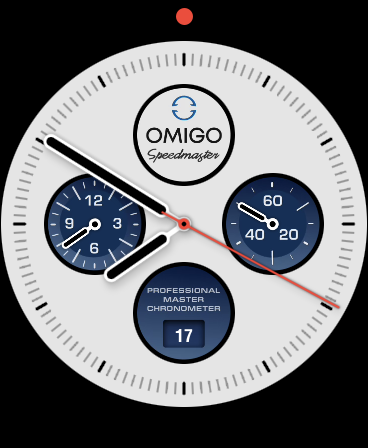 OMIGO
Speedmaster
12
9 3
6
60
40 20
PROFESSIONAL
MASTER
CHRONOMETER
17